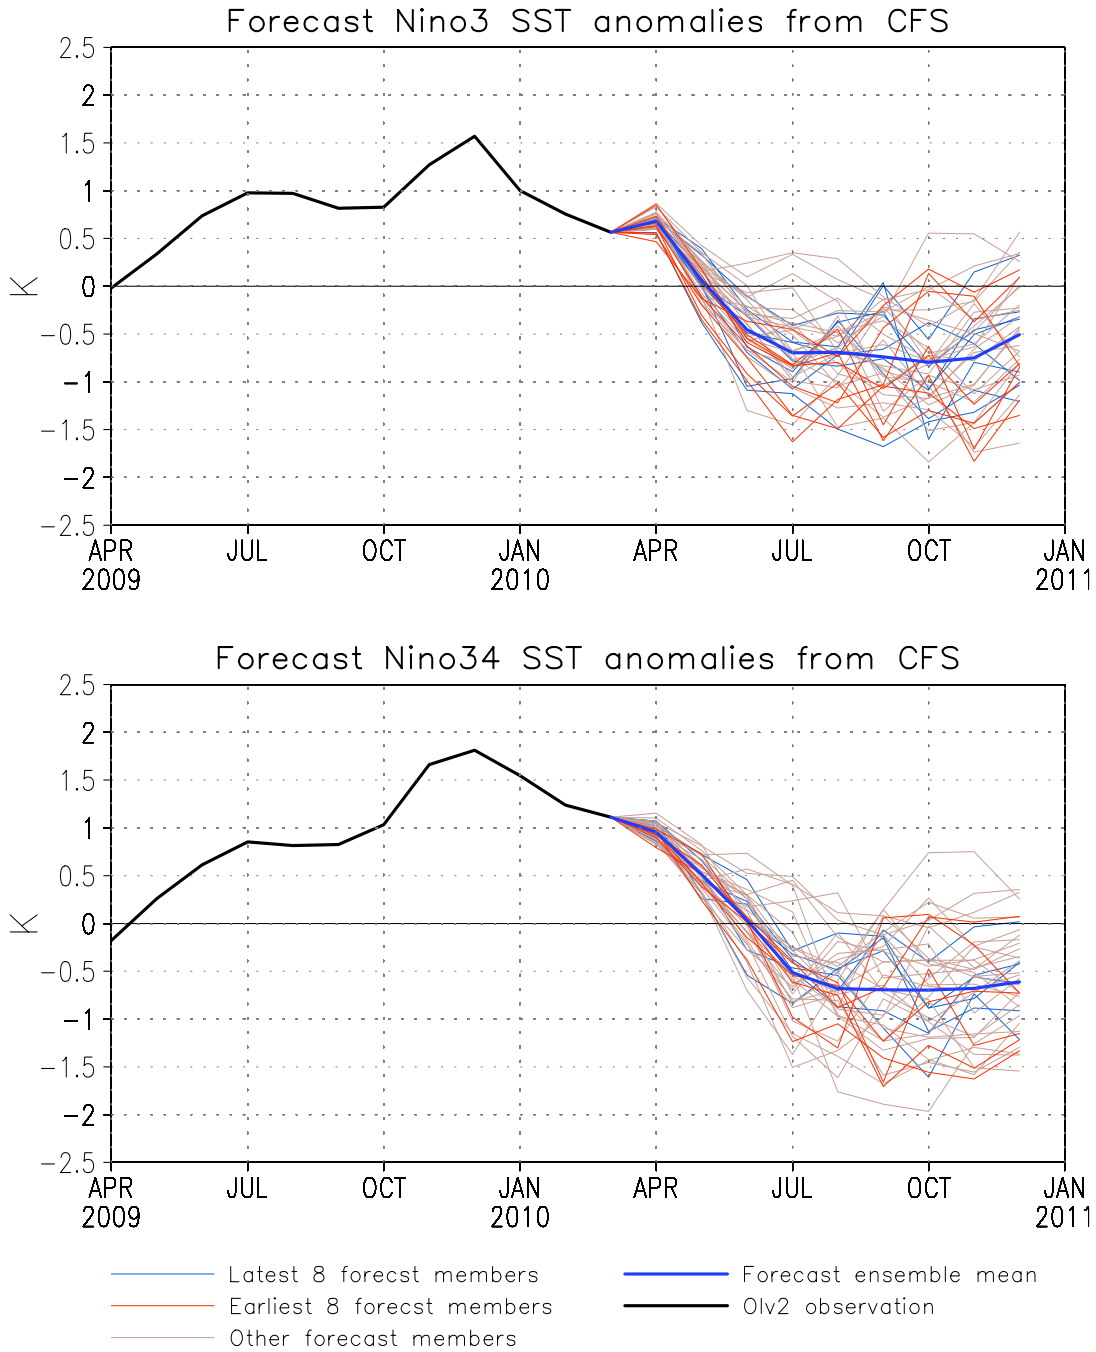 Forecast Nino3 SST anomalies from CFS
2.5
2
1.5
1
0.5
0
-0.5
-1
-1.5
-2
-2.5
K
APR JUL OCT JAN APR JUL OCT JAN
2009 2010 2011
Forecast Nino34 SST anomalies from CFS
2.5
2
1.5
1
0.5
0
-0.5
-1
-1.5
-2
-2.5
K
APR JUL OCT JAN APR JUL OCT JAN
2009 2010 2011
Latest 8 forecst members
Earliest 8 forecst members
Other forecast members
Forecast ensemble mean
OIv2 observation